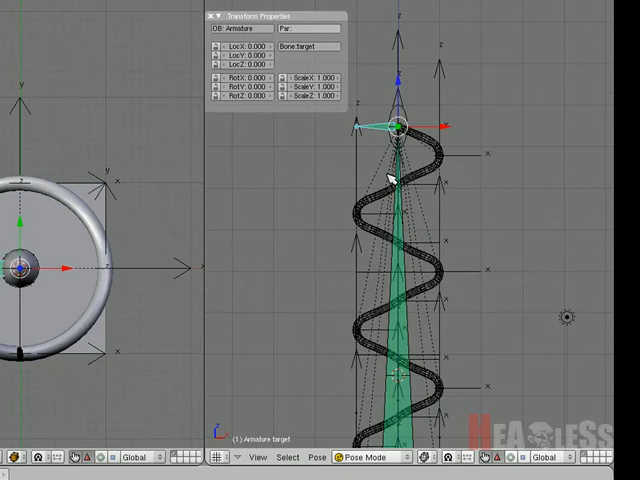 Transform Properties
OB: Armature
Par:
LocX: 0.000
Bone:target
LocY: 0.000
LocZ: 0.000
RotX: 0.000
ScaleX: 1.000
RotY: 0.000
ScaleY: 1.000
RotZ: 0.000
ScaleZ: 1.000
z
z
z
y
y
x
z
x
x
x
x
z
x
x
x
x
x
x
x
x
z
x
(1) Armature target
HEADLESS
Global
View Select Pose Pose Mode Global